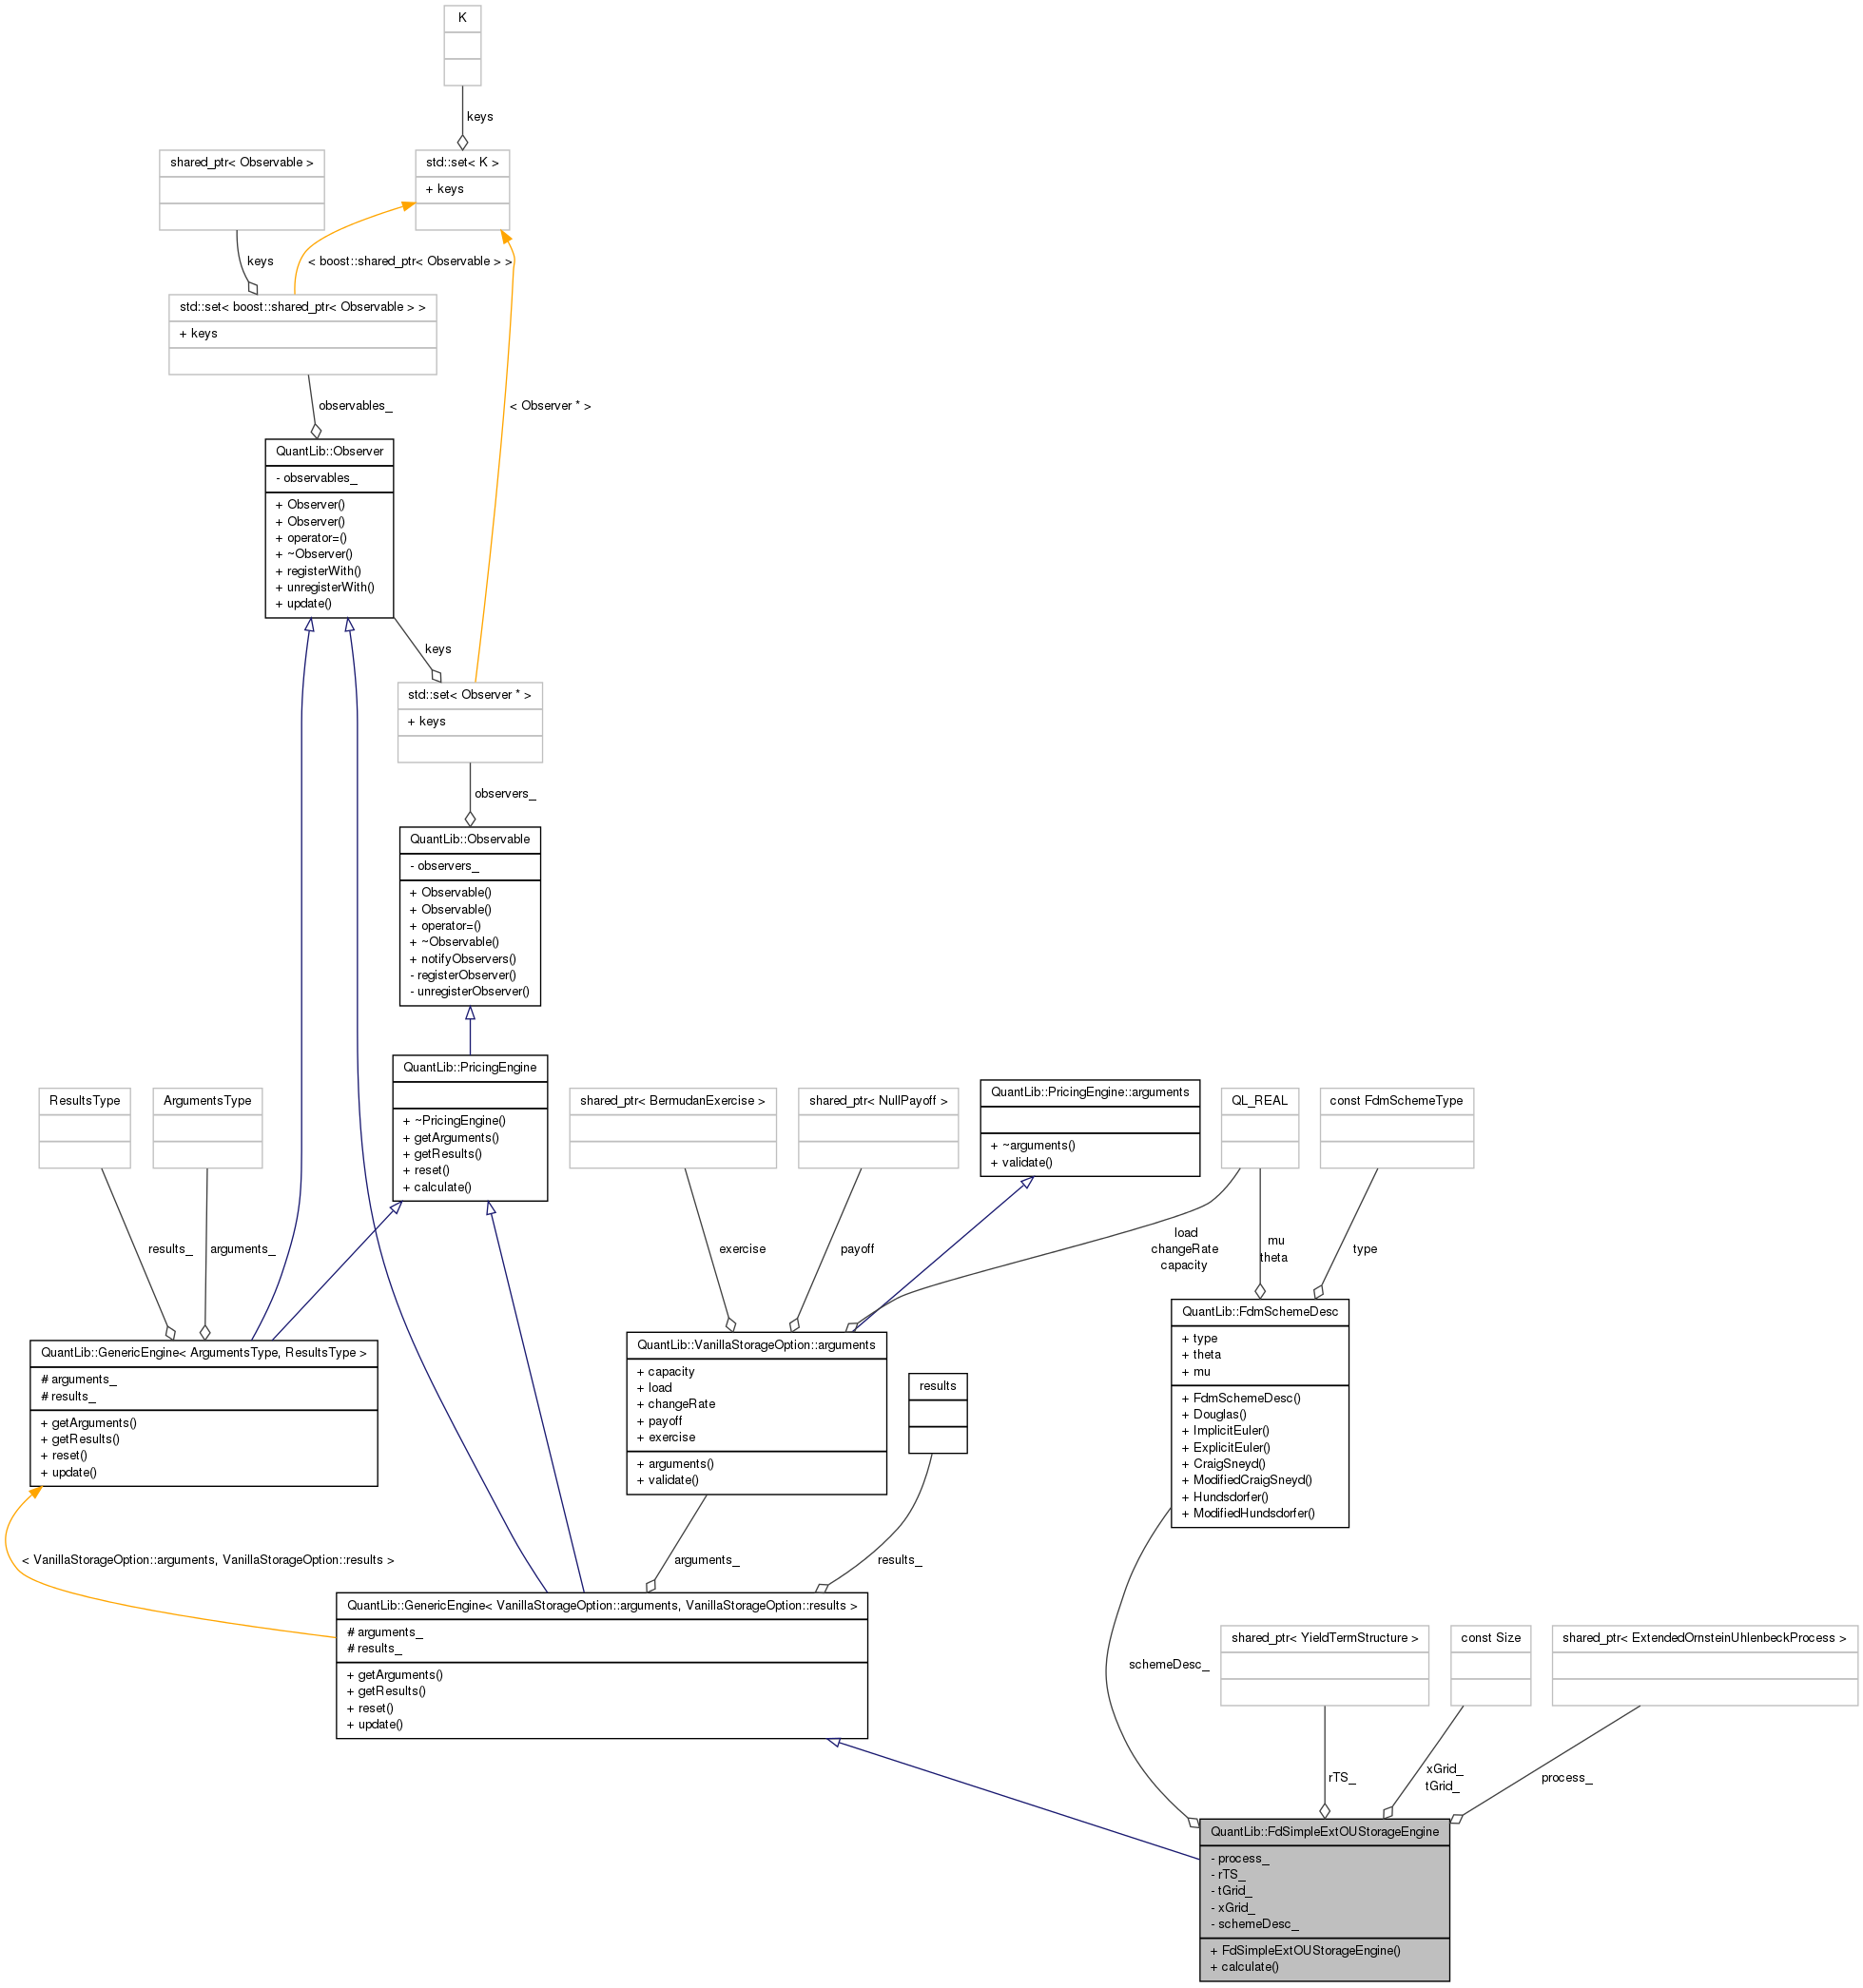 K
keys
shared_ptr< Observable >
std::set< K >
+ keys
keys
< boost::shared_ptr< Observable > >
std::set< boost::shared_ptr< Observable > >
+ keys
observables_
< Observer * >
QuantLib::Observer
- observables_
+ Observer()
+ Observer()
+ operator=()
+ ~Observer()
+ registerWith()
+ unregisterWith()
+ update()
keys
std::set< Observer * >
+ keys
observers_
QuantLib::Observable
- observers_
+ Observable()
+ Observable()
+ operator=()
+ ~Observable()
+ notifyObservers()
- registerObserver()
- unregisterObserver()
QuantLib::PricingEngine
+ ~PricingEngine()
+ getArguments()
+ getResults()
+ reset()
+ calculate()
ResultsType
ArgumentsType
shared_ptr< BermudanExercise >
shared_ptr< NullPayoff >
QuantLib::PricingEngine::arguments
+ ~arguments()
+ validate()
QL_REAL
const FdmSchemeType
results_
arguments_
exercise
payoff
load
changeRate
capacity
mu
theta
type
QuantLib::GenericEngine< ArgumentsType, ResultsType >
# arguments_
# results_
+ getArguments()
+ getResults()
+ reset()
+ update()
QuantLib::VanillaStorageOption::arguments
+ capacity
+ load
+ changeRate
+ payoff
+ exercise
+ arguments()
+ validate()
results
QuantLib::FdmSchemeDesc
+ type
+ theta
+ mu
+ FdmSchemeDesc()
+ Douglas()
+ ImplicitEuler()
+ ExplicitEuler()
+ CraigSneyd()
+ ModifiedCraigSneyd()
+ Hundsdorfer()
+ ModifiedHundsdorfer()
< VanillaStorageOption::arguments, VanillaStorageOption::results >
arguments_
results_
QuantLib::GenericEngine< VanillaStorageOption::arguments, VanillaStorageOption::results >
# arguments_
# results_
+ getArguments()
+ getResults()
+ reset()
+ update()
schemeDesc_
shared_ptr< YieldTermStructure >
const Size
shared_ptr< ExtendedOrnsteinUhlenbeckProcess >
rTS_
xGrid_
tGrid_
process_
QuantLib::FdSimpleExtOUStorageEngine
- process_
- rTS_
- tGrid_
- xGrid_
- schemeDesc_
+ FdSimpleExtOUStorageEngine()
+ calculate()